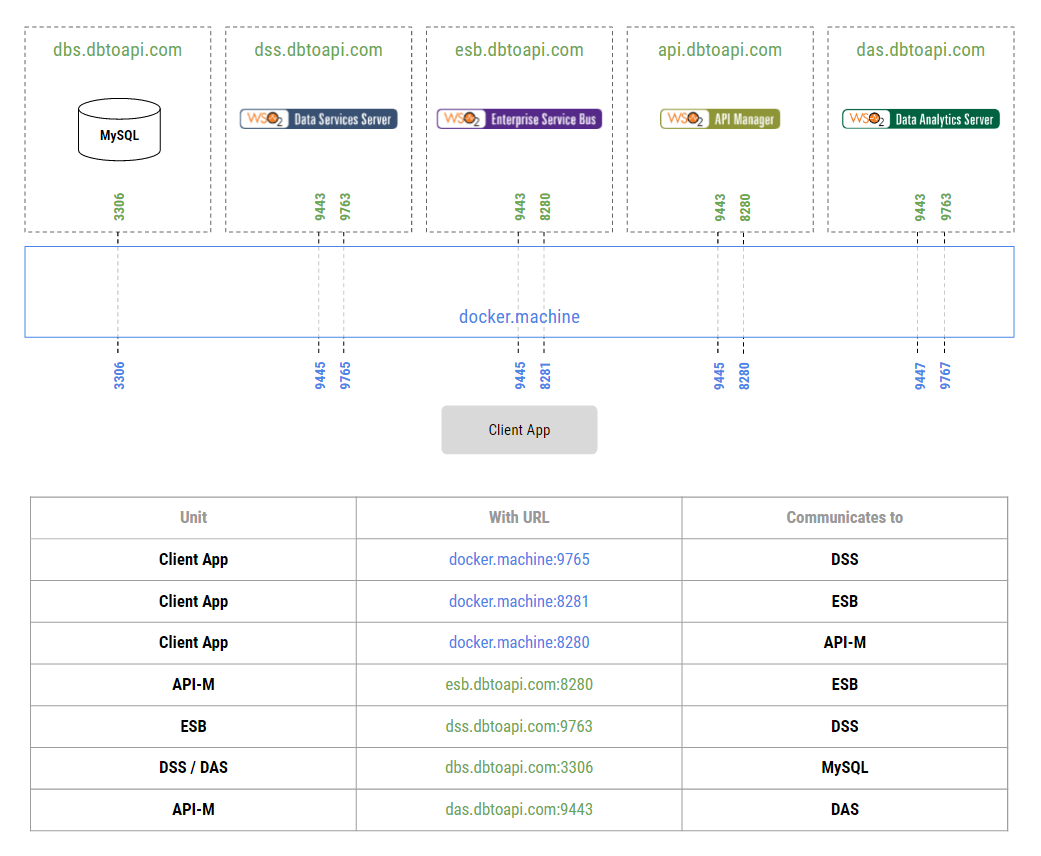 dbs.dbtoapi.com dss.dbtoapi.com esb.dbtoapi.com api.dbtoapi.com das.dbtoapi.com
MySQL WSO2 Data Services Server WSO2 Enterprise Service Bus WSO2 API Manager WSO2 Data Analytics Server
3306 9443 9763 9443 8280 9443 8280 9443 9763
docker.machine
3306 9445 9765 9445 8281 9445 8280 9447 9767
Client App
Unit With URL Communicates to
Client App docker.machine:9765 DSS
Client App docker.machine:8281 ESB
Client App docker.machine:8280 API-M
API-M esb.dbtoapi.com:8280 ESB
ESB dss.dbtoapi.com:9763 DSS
DSS / DAS dbs.dbtoapi.com:3306 MySQL
API-M das.dbtoapi.com:9443 DAS